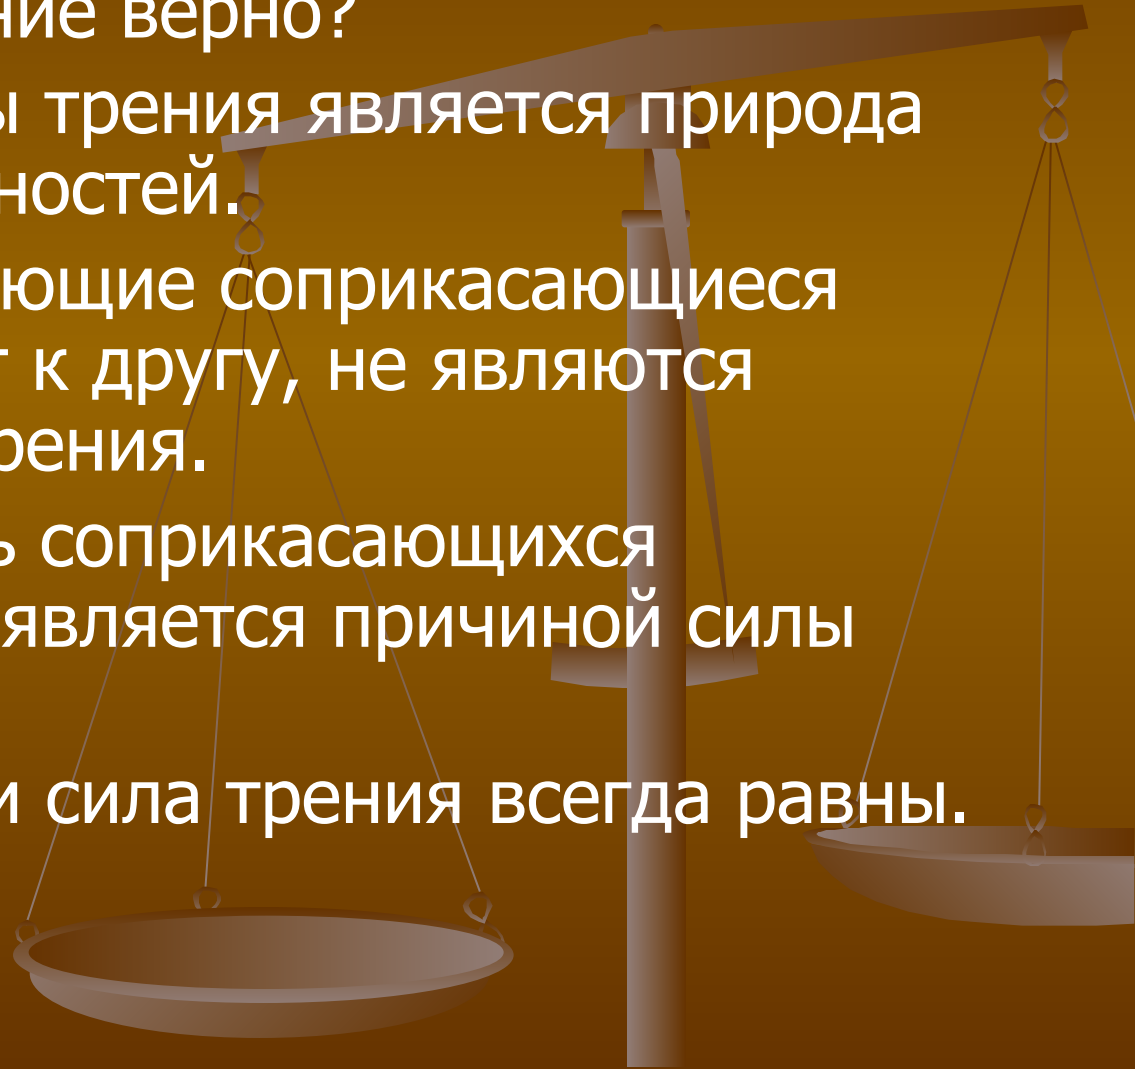 ние верно?
ы трения является природа
ностей.
ющие соприкасающиеся
г к другу, не являются
рения.
ь соприкасающихся
является причиной силы
и сила трения всегда равны.